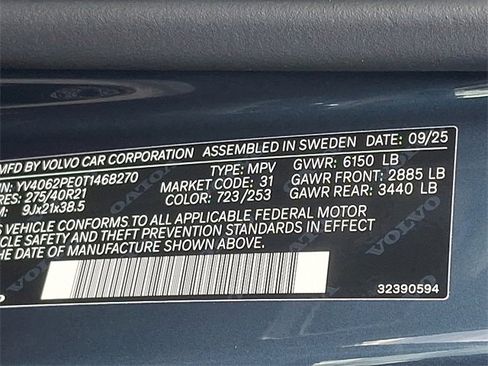 MFD BY VOLVO CAR CORPORATION ASSEMBLED IN SWEDEN DATE: 09/25
IN: YV4062PE0T1468270 TYPE: MPV GVWR: 6150 LB
RES: 275/40R21 MARKET CODE: 31 GAWR FRONT: 2885 LB
M: 9Jx21x38.5 COLOR: 723/253 GAWR REAR: 3440 LB
S VEHICLE CONFORMS TO ALL APPLICABLE FEDERAL MOTOR
HICLE SAFETY AND THEFT PREVENTION STANDARDS IN EFFECT
THE DATE OF MANUFACTURE SHOWN ABOVE.
32390594
VOLVO